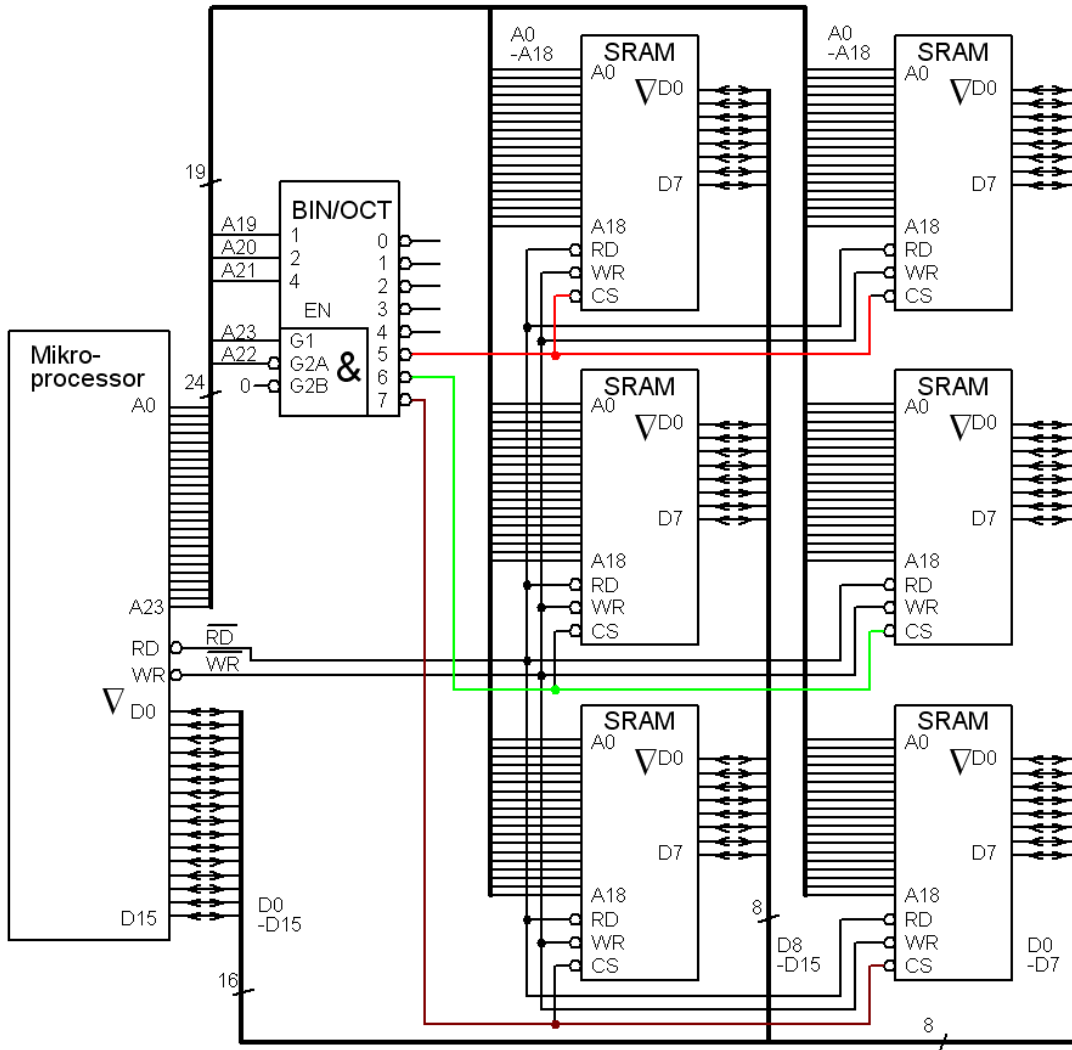 A0
-A18
SRAM
A0
D0
D7
A18
RD
WR
CS
A0
-A18
SRAM
A0
D0
D7
A18
RD
WR
CS
19
BIN/OCT
A19
A20
A21
1
2
4
EN
A23
A22
0
G1
G2A
G2B
&
0
1
2
3
4
5
6
7
Mikro-
processor
24
A0
A23
RD
WR
RD
WR
D0
D15
D0
-D15
16
SRAM
A0
D0
D7
A18
RD
WR
CS
SRAM
A0
D0
D7
A18
RD
WR
CS
SRAM
A0
D0
D7
A18
RD
WR
CS
8
D8
-D15
SRAM
A0
D0
D7
A18
RD
WR
CS
D0
-D7
8